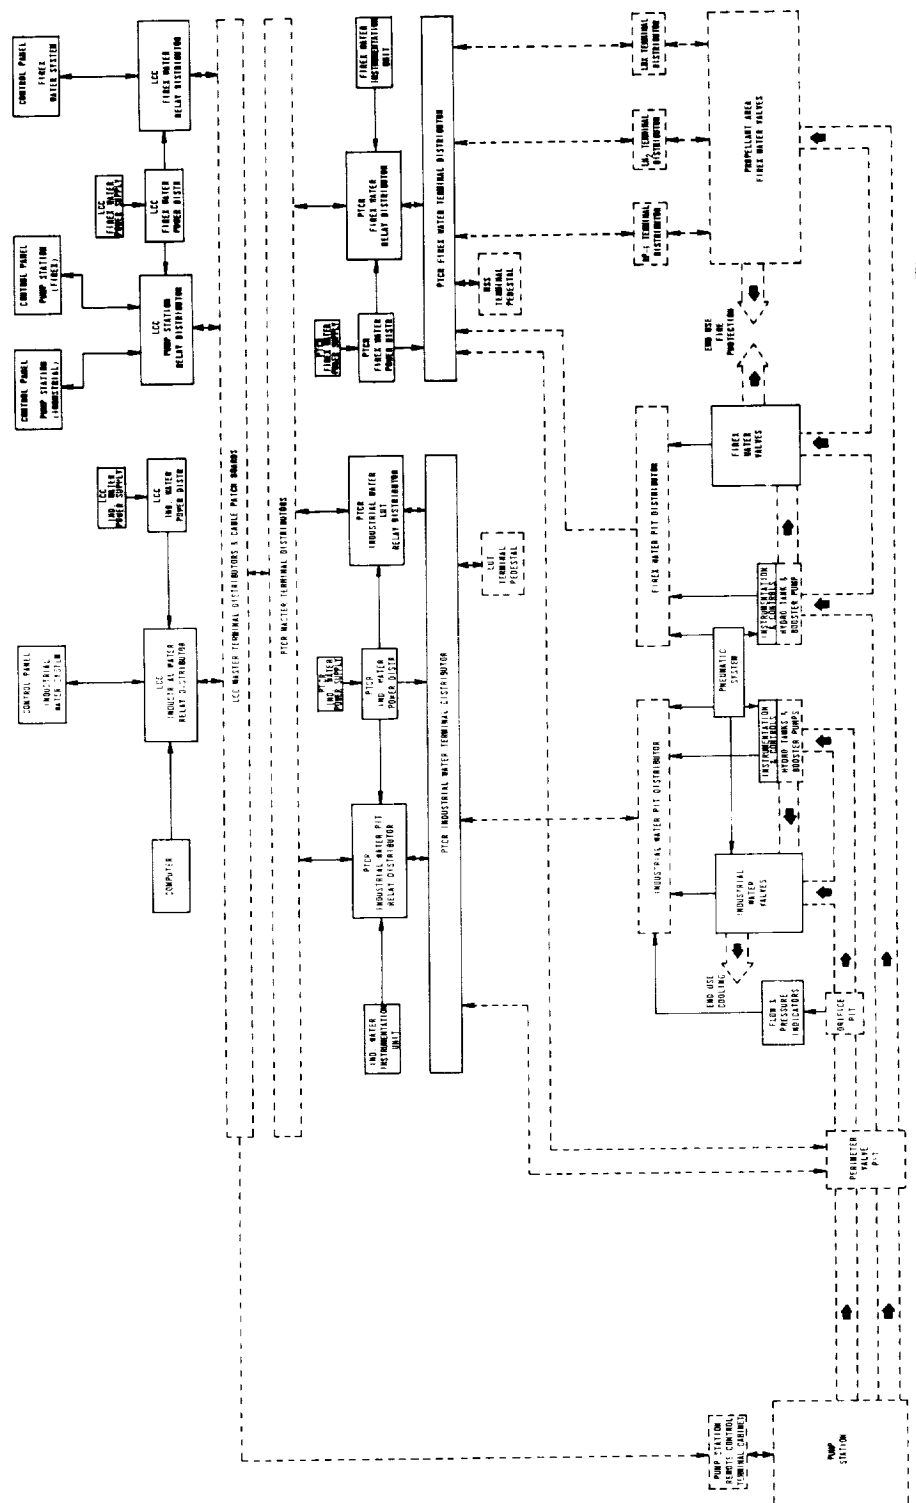 CONTROL PANEL
FIREX
WATER SYSTEM
LCC
FIREX WATER
RELAY DISTRIBUTOR
LCC
FIREX WATER
POWER SUPPLY
LCC
FIREX WATER
POWER DISTR
CONTROL PANEL
PUMP STATION
(FIREX)
CONTROL PANEL
PUMP STATION
(INDUSTRIAL)
LCC
PUMP STATION
RELAY DISTRIBUTOR
LCC
IND. WATER
POWER SUPPLY
LCC
IND. WATER
POWER DISTR
CONTROL PANEL
INDUSTRIAL
WATER SYSTEM
LCC
INDUSTRIAL WATER
RELAY DISTRIBUTOR
COMPUTER
LCC MASTER TERMINAL DISTRIBUTORS & CABLE PATCH BOARDS
PTCR MASTER TERMINAL DISTRIBUTORS
FIREX WATER
INSTRUMENTATION
UNIT
PTCR
FIREX WATER
RELAY DISTRIBUTOR
PTCR
FIREX WATER
POWER SUPPLY
PTCR
FIREX WATER
POWER DISTR
PTCR FIREX WATER TERMINAL DISTRIBUTOR
PTCR
INDUSTRIAL WATER
LUT
RELAY DISTRIBUTOR
PTCR
IND. WATER
POWER SUPPLY
PTCR
IND WATER
POWER DISTR
PTCR
INDUSTRIAL WATER PIT
RELAY DISTRIBUTOR
IND. WATER
INSTRUMENTATION
UNIT
PTCR INDUSTRIAL WATER TERMINAL DISTRIBUTOR
MSS
TERMINAL
PEDESTAL
LUT
TERMINAL
PEDESTAL
LOX TERMINAL
DISTRIBUTOR
LH2 TERMINAL
DISTRIBUTOR
RP-1 TERMINAL
DISTRIBUTOR
PROPELLANT AREA
FIREX WATER VALVES
END USE
FIRE
PROTECTION
FIREX WATER PIT DISTRIBUTOR
FIREX
WATER VALVES
INSTRUMENTATION
& CONTROLS
HYDRO TANK &
BOOSTER PUMP
PNEUMATIC
SYSTEM
INDUSTRIAL WATER PIT DISTRIBUTOR
INSTRUMENTATION
& CONTROLS
HYDRO TANKS &
BOOSTER PUMPS
INDUSTRIAL
WATER
VALVES
END USE
COOLING
FLOW &
PRESSURE
INDICATORS
ORIFICE
PIT
PERIMETER
VALVE
PIT
PUMP STATION
REMOTE CONTROL
TERMINAL CABINET
PUMP
STATION